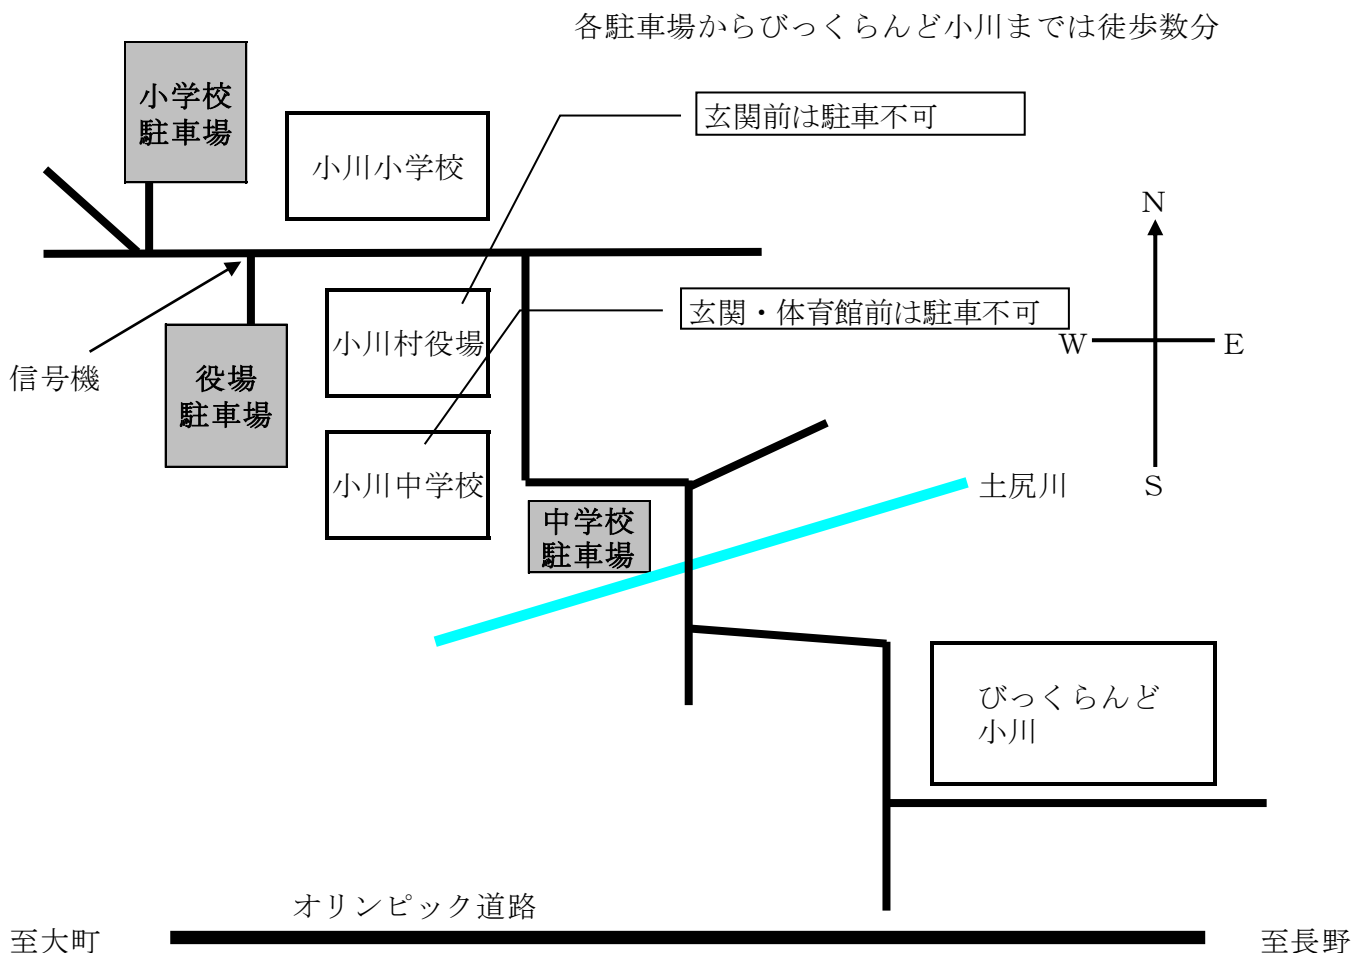 各駐車場からびっくらんど小川までは徒歩数分
小学校
駐車場
玄関前は駐車不可
小川小学校
N
玄関・体育館前は駐車不可
小川村役場
W
E
信号機
役場
駐車場
小川中学校
土尻川
S
中学校
駐車場
びっくらんど
小川
オリンピック道路
至大町
至長野